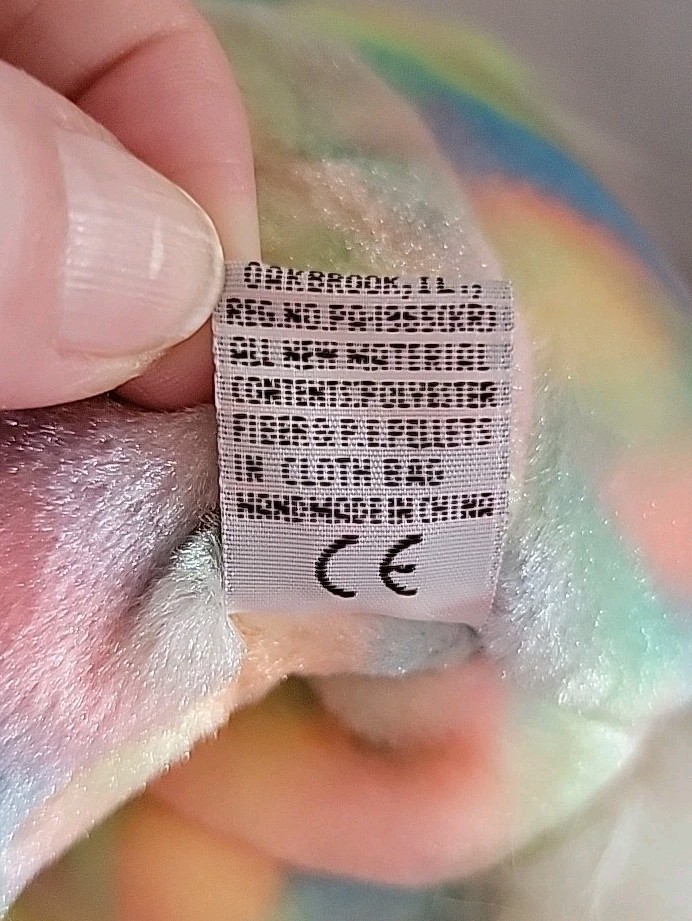 OAKBROOK, IL.,
REG.NO.PA 1965(KR)
ALL NEW MATERIAL
CONTENTS:POLYESTER
FIBER & P.E.PELLETS
IN CLOTH BAG
HANDMADE IN CHINA
CE